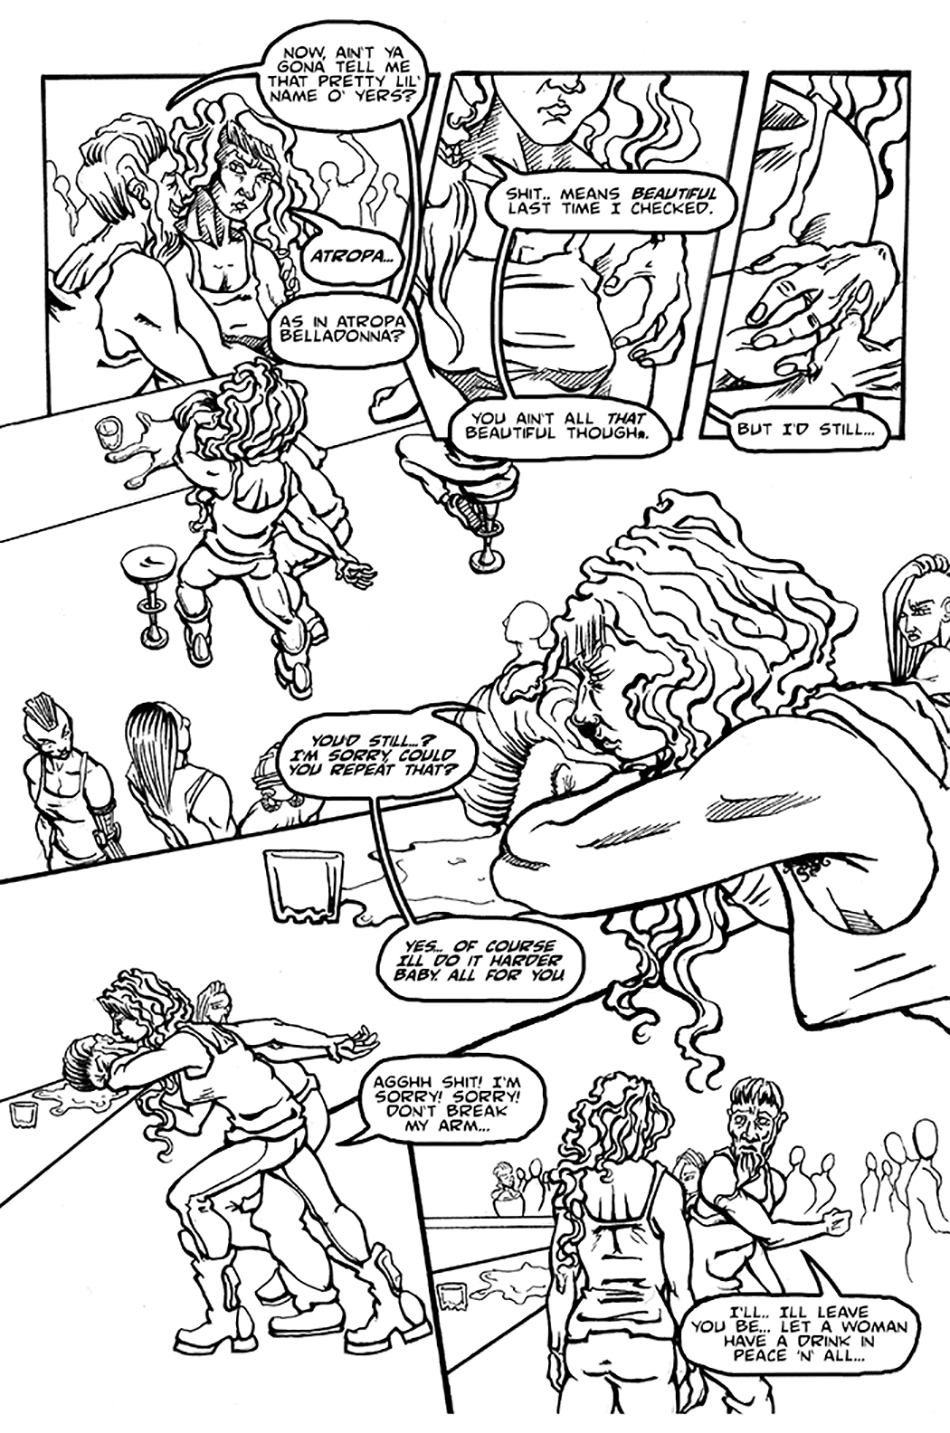 NOW, AIN'T YA
GONA TELL ME
THAT PRETTY LIL'
NAME O' YERS?
ATROPA...
AS IN ATROPA
BELLADONNA?
SHIT.. MEANS BEAUTIFUL
LAST TIME I CHECKED.
YOU AIN'T ALL THAT
BEAUTIFUL THOUGH..
BUT I'D STILL...
YOU'D STILL...?
I'M SORRY, COULD
YOU REPEAT THAT?
YES... OF COURSE
ILL DO IT HARDER
BABY. ALL FOR YOU.
AGGHH SHIT! I'M
SORRY! SORRY!
DON'T BREAK
MY ARM...
I'LL.. ILL LEAVE
YOU BE... LET A WOMAN
HAVE A DRINK IN
PEACE 'N' ALL...